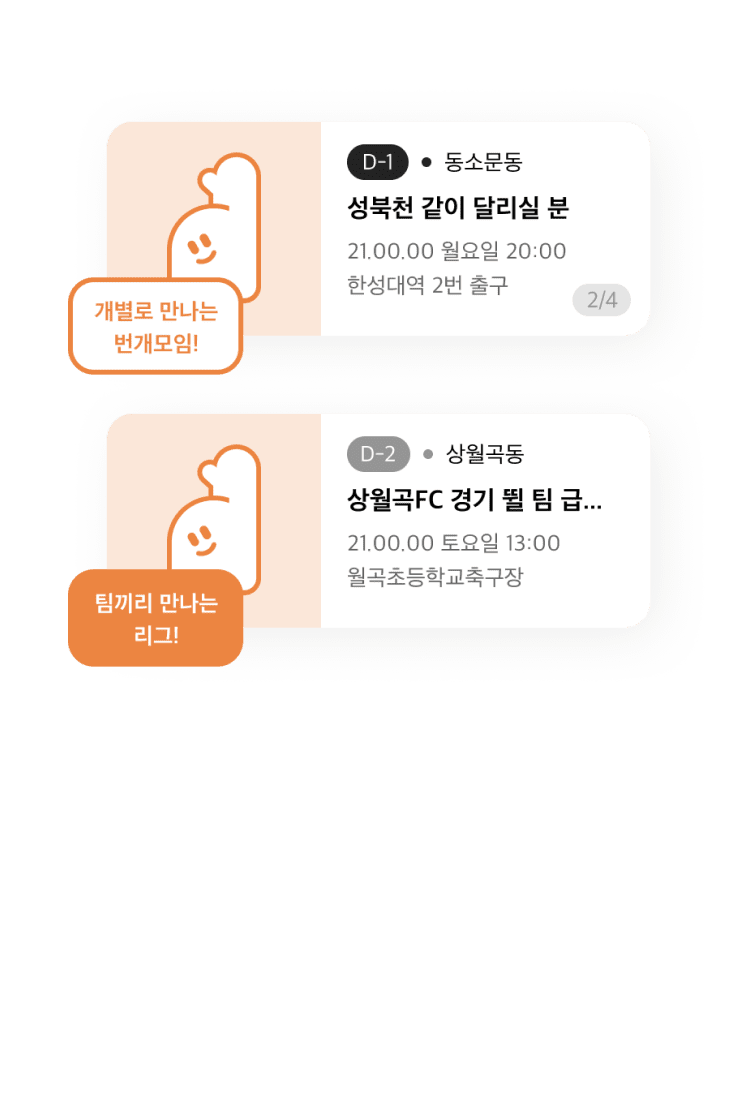 D-1 • 동소문동
성북천 같이 달리실 분
21.00.00 월요일 20:00
한성대역 2번 출구
2/4
개별로 만나는
번개모임!
D-2 • 상월곡동
상월곡FC 경기 뛸 팀 급...
21.00.00 토요일 13:00
월곡초등학교축구장
팀끼리 만나는
리그!